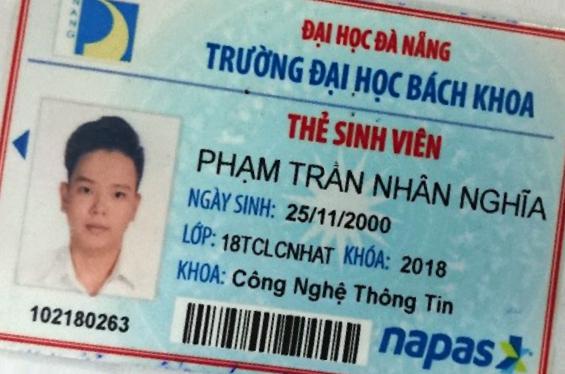 NANG
ĐẠI HỌC ĐÀ NẴNG
TRƯỜNG ĐẠI HỌC BÁCH KHOA
THẺ SINH VIÊN
PHẠM TRẦN NHÂN NGHĨA
NGÀY SINH: 25/11/2000
LỚP: 18TCLCNHAT KHÓA: 2018
KHOA: Công Nghệ Thông Tin
102180263
napas